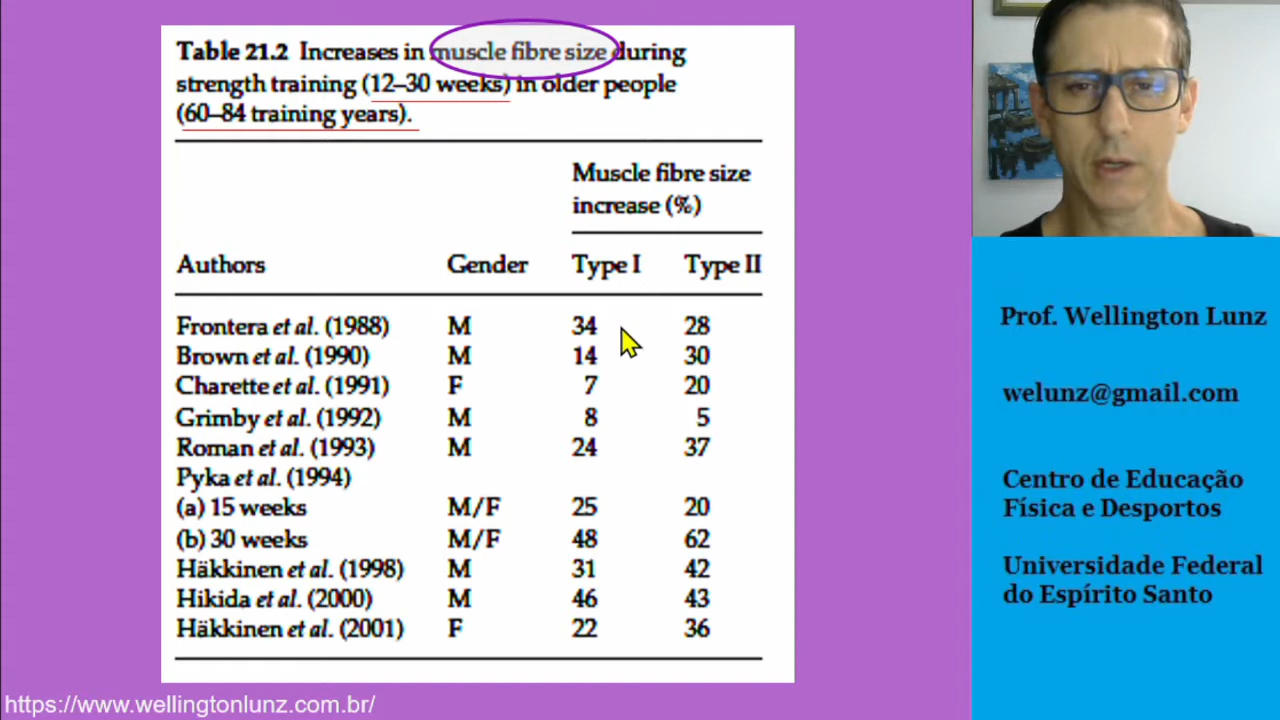 Table 21.2 Increases in muscle fibre size during
strength training (12–30 weeks) in older people
(60–84 training years).
Muscle fibre size
increase (%)
Authors Gender Type I Type II
Frontera et al. (1988) M 34 28
Brown et al. (1990) M 14 30
Charette et al. (1991) F 7 20
Grimby et al. (1992) M 8 5
Roman et al. (1993) M 24 37
Pyka et al. (1994)
(a) 15 weeks M/F 25 20
(b) 30 weeks M/F 48 62
Häkkinen et al. (1998) M 31 42
Hikida et al. (2000) M 46 43
Häkkinen et al. (2001) F 22 36
Prof. Wellington Lunz
welunz@gmail.com
Centro de Educação
Física e Desportos
Universidade Federal
do Espírito Santo
https://www.wellingtonlunz.com.br/